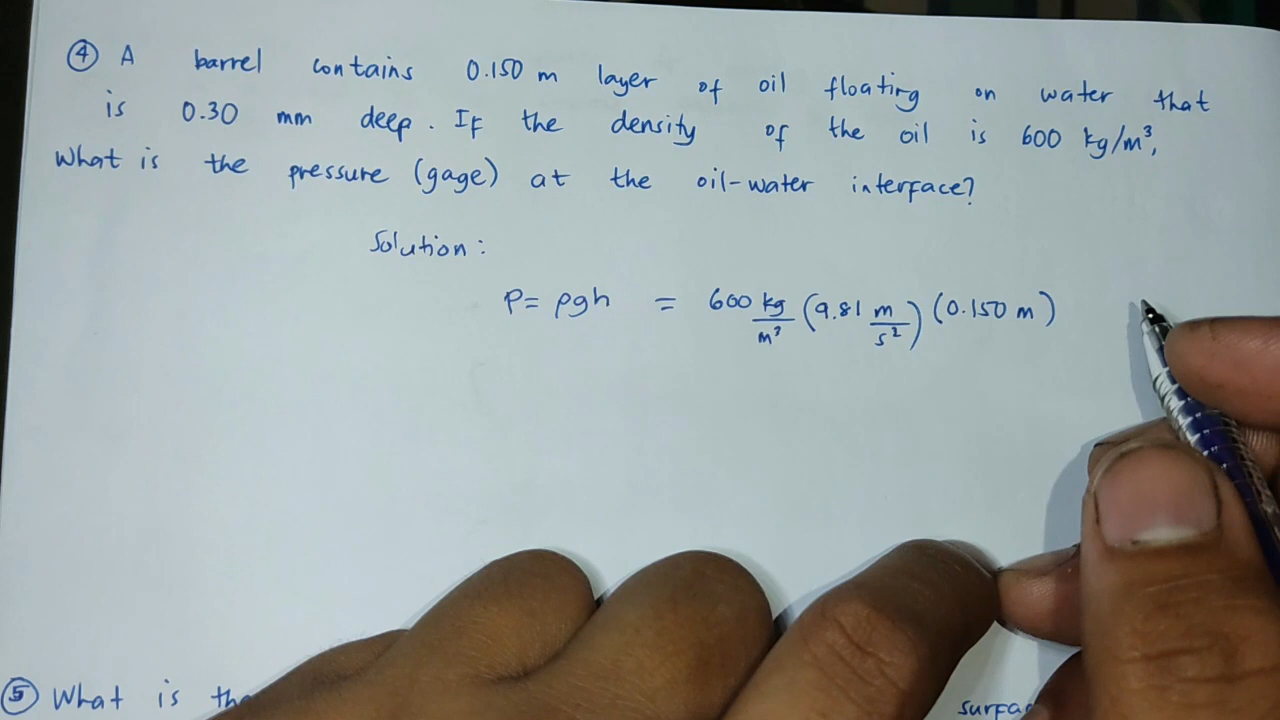 ④ A barrel contains 0.150 m layer of oil floating on water that
is 0.30 mm deep. If the density of the oil is 600 kg/m³,
What is the pressure (gage) at the oil-water interface?
Solution:
P= ρgh = 600 kg/m³ (9.81 m/s²) (0.150 m)
⑤ What is